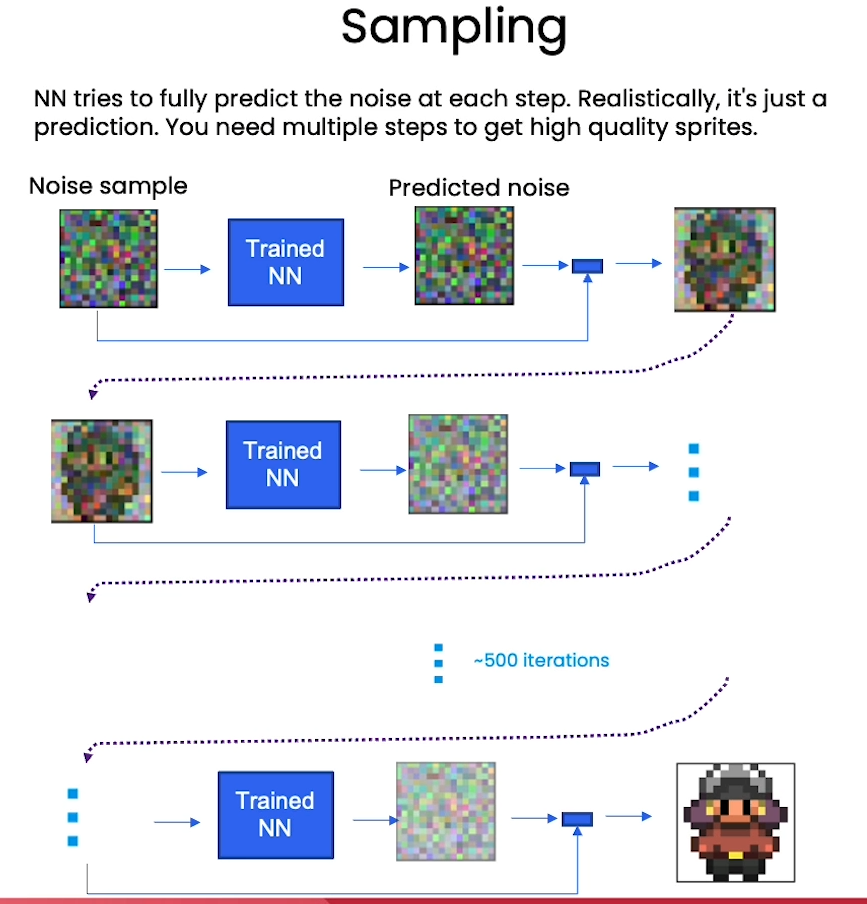 Sampling
NN tries to fully predict the noise at each step. Realistically, it's just a
prediction. You need multiple steps to get high quality sprites.
Noise sample
Predicted noise
Trained
NN
Trained
NN
~500 iterations
Trained
NN